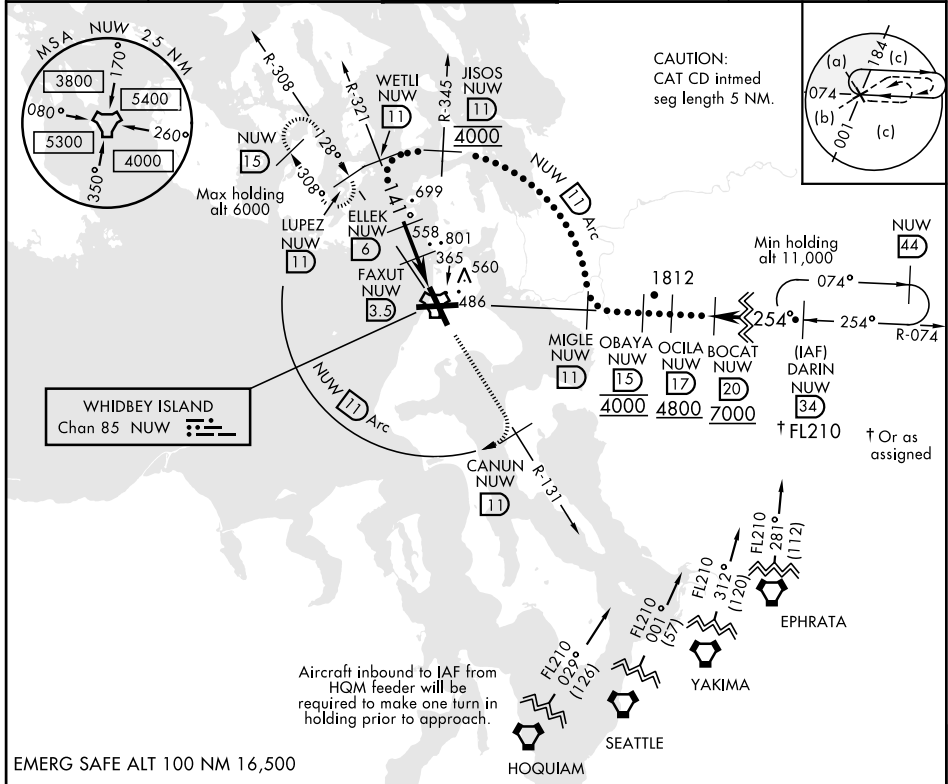 MSA NUW 25 NM
170°
3800
5400
080°
260°
5300
4000
350°
R-308
R-321
WETLI
NUW
11
JISOS
NUW
11
4000
R-345
CAUTION:
CAT CD intmed
seg length 5 NM.
(a)
184
(c)
074
(b)
001
(c)
NUW
15
128°
308°
Max holding
alt 6000
LUPEZ
NUW
11
141°
699
ELLEK
NUW
6
558
801
365
560
486
FAXUT
NUW
3.5
NUW 11 Arc
1812
Min holding
alt 11,000
NUW
44
074°
254°
254°
R-074
MIGLE
NUW
11
OBAYA
NUW
15
4000
OCILA
NUW
17
4800
BOCAT
NUW
20
7000
(IAF)
DARIN
NUW
34
† FL210
† Or as
assigned
WHIDBEY ISLAND
Chan 85 NUW
NUW 11 Arc
CANUN
NUW
11
R-131
FL210
029°
(126)
FL210
001°
(57)
FL210
312°
(120)
FL210
281°
(112)
EPHRATA
YAKIMA
SEATTLE
HOQUIAM
Aircraft inbound to IAF from
HQM feeder will be
required to make one turn in
holding prior to approach.
EMERG SAFE ALT 100 NM 16,500